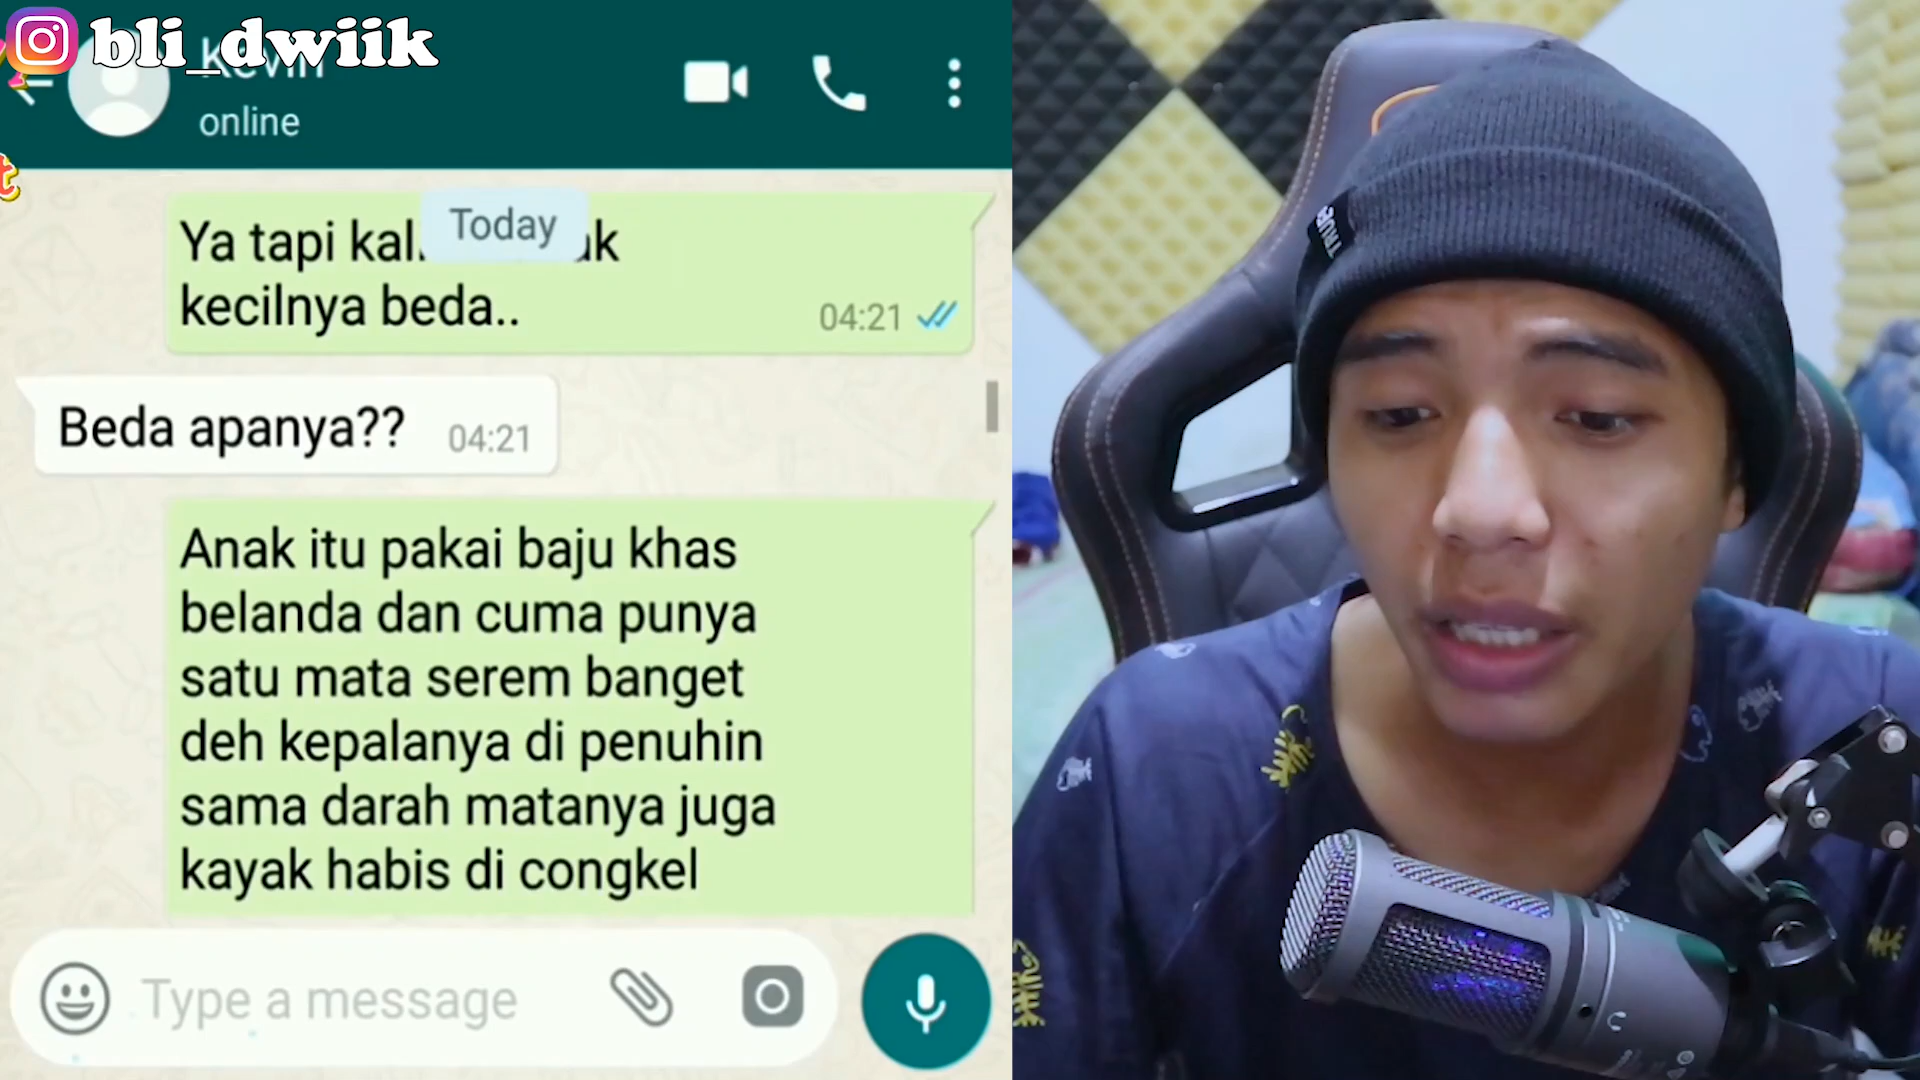 bli_dwiik
Kevin
online
Today
Ya tapi kali
kecilnya beda..
04:21
Beda apanya??
04:21
Anak itu pakai baju khas
belanda dan cuma punya
satu mata serem banget
deh kepalanya di penuhin
sama darah matanya juga
kayak habis di congkel
Type a message